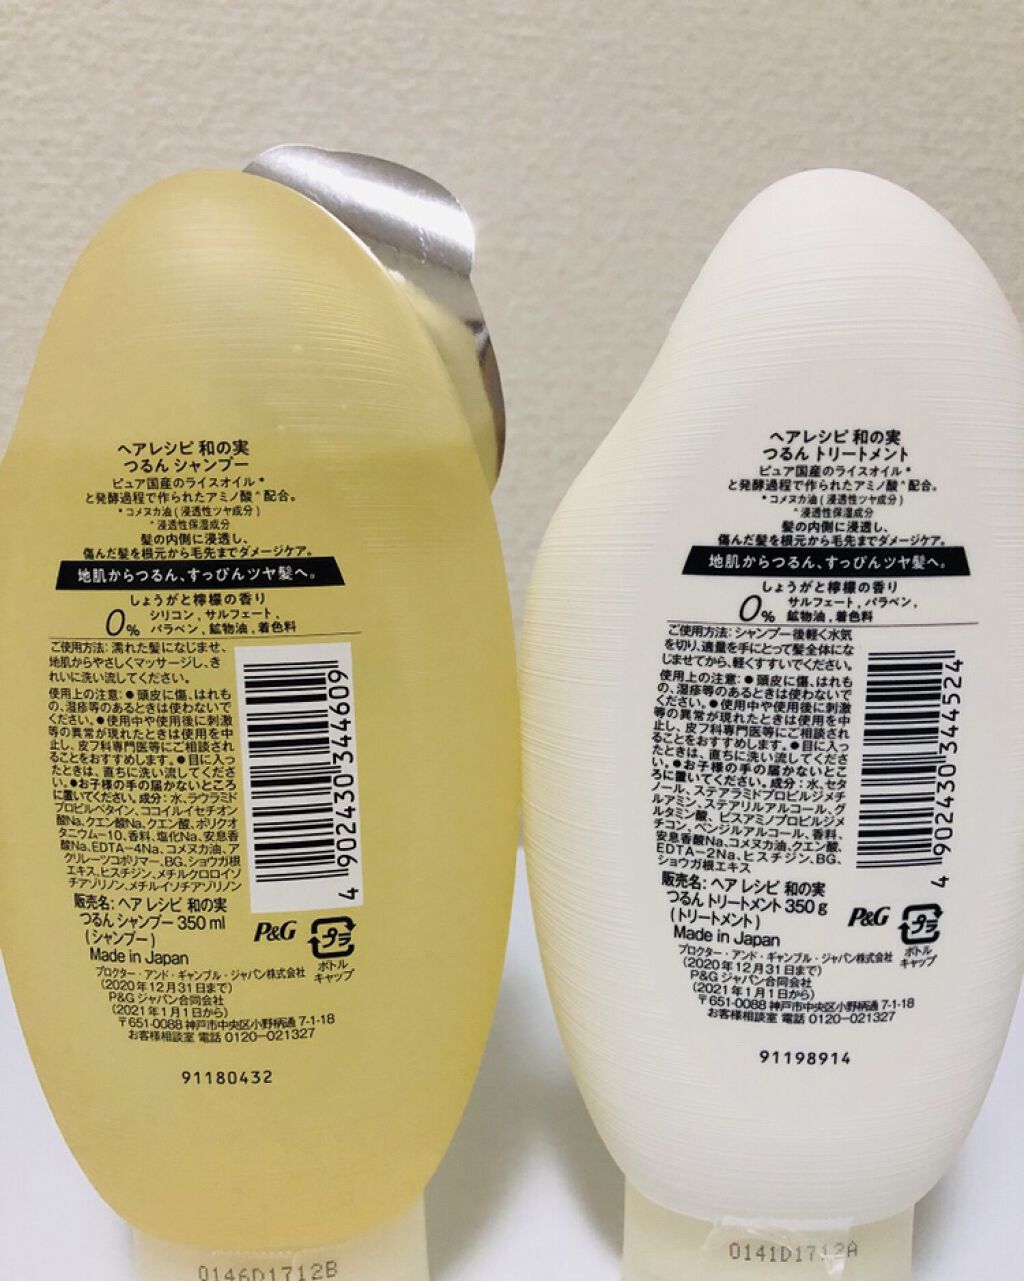 ヘアレシピ 和の実
つるん シャンプー
ピュア国産のライスオイル*
と発酵過程で作られたアミノ酸^配合。
*コメヌカ油(浸透性ツヤ成分)
^浸透性保湿成分
髪の内側に浸透し、
傷んだ髪を根元から毛先までダメージケア。
地肌からつるん、すっぴんツヤ髪へ。
しょうがと檸檬の香り
0% シリコン, サルフェート,
パラベン, 鉱物油, 着色料
ご使用方法: 濡れた髪になじませ、
地肌からやさしくマッサージし、き
れいに洗い流してください。
使用上の注意: ●頭皮に傷、はれも
の、湿疹等のあるときは使わないで
ください。●使用中や使用後に刺激
等の異常が現れたときは使用を中
止し、皮フ科専門医等にご相談され
ることをおすすめします。●目に入っ
たときは、直ちに洗い流してくださ
い。●お子様の手の届かないところ
に置いてください。成分: 水、ラウラミド
プロピルベタイン、ココイルイセチオン
酸Na、クエン酸Na、クエン酸、ポリクオ
タニウム-10、香料、塩化Na、安息香
酸Na、EDTA-4Na、コメヌカ油、ア
クリレーツコポリマー、BG、ショウガ根
エキス、ヒスチジン、メチルクロロイソ
チアゾリノン、メチルイソチアゾリノン
4 902430 344609
販売名: ヘア レシピ 和の実
つるん シャンプー 350 ml
(シャンプー)
Made in Japan
P&G
プラ
ボトル
キャップ
プロクター・アンド・ギャンブル・ジャパン株式会社
(2020年12月31日まで)
P&G ジャパン合同会社
(2021年1月1日から)
〒651-0088 神戸市中央区小野柄通 7-1-18
お客様相談室 電話 0120-021327
91180432
0146D1712B
ヘアレシピ 和の実
つるん トリートメント
ピュア国産のライスオイル*
と発酵過程で作られたアミノ酸^配合。
*コメヌカ油(浸透性ツヤ成分)
^浸透性保湿成分
髪の内側に浸透し、
傷んだ髪を根元から毛先までダメージケア。
地肌からつるん、すっぴんツヤ髪へ。
しょうがと檸檬の香り
0% サルフェート, パラベン,
鉱物油, 着色料
ご使用方法: シャンプー後軽く水気
を切り、適量を手にとって髪全体にな
じませてから、軽くすすいでください。
使用上の注意: ●頭皮に傷、はれも
の、湿疹等のあるときは使わないで
ください。●使用中や使用後に刺激
等の異常が現れたときは使用を中
止し、皮フ科専門医等にご相談され
ることをおすすめします。●目に入っ
たときは、直ちに洗い流してくださ
い。●お子様の手の届かないとこ
ろに置いてください。成分: 水、セタ
ノール、ステアラミドプロピルジメチ
ルアミン、ステアリルアルコール、グ
ルタミン酸、ビスアミノプロピルジメ
チコン、ベンジルアルコール、香料、
安息香酸Na、コメヌカ油、クエン酸、
EDTA-2Na、ヒスチジン、BG、
ショウガ根エキス
4 902430 344524
販売名: ヘア レシピ 和の実
つるん トリートメント 350 g
(トリートメント)
Made in Japan
P&G
プラ
ボトル
キャップ
プロクター・アンド・ギャンブル・ジャパン株式会社
(2020年12月31日まで)
P&G ジャパン合同会社
(2021年1月1日から)
〒651-0088 神戸市中央区小野柄通 7-1-18
お客様相談室 電話 0120-021327
91198914
0141D1712A